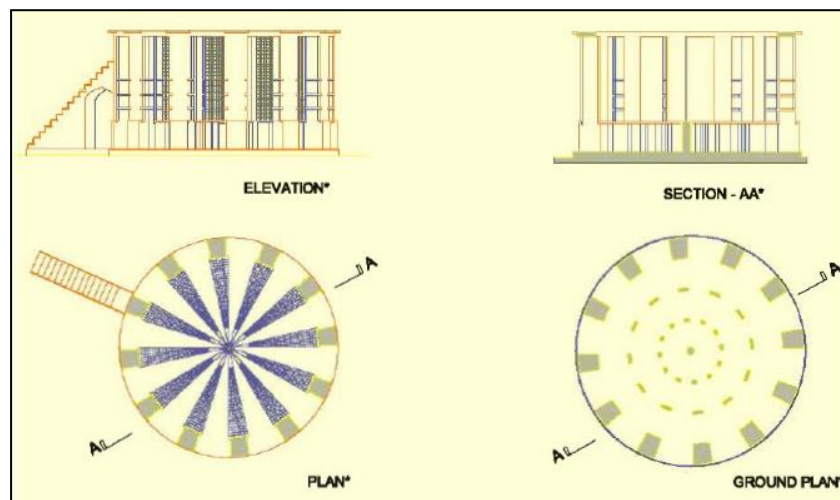 ELEVATION*
SECTION - AA*
A
A
A
A
PLAN*
GROUND PLAN*